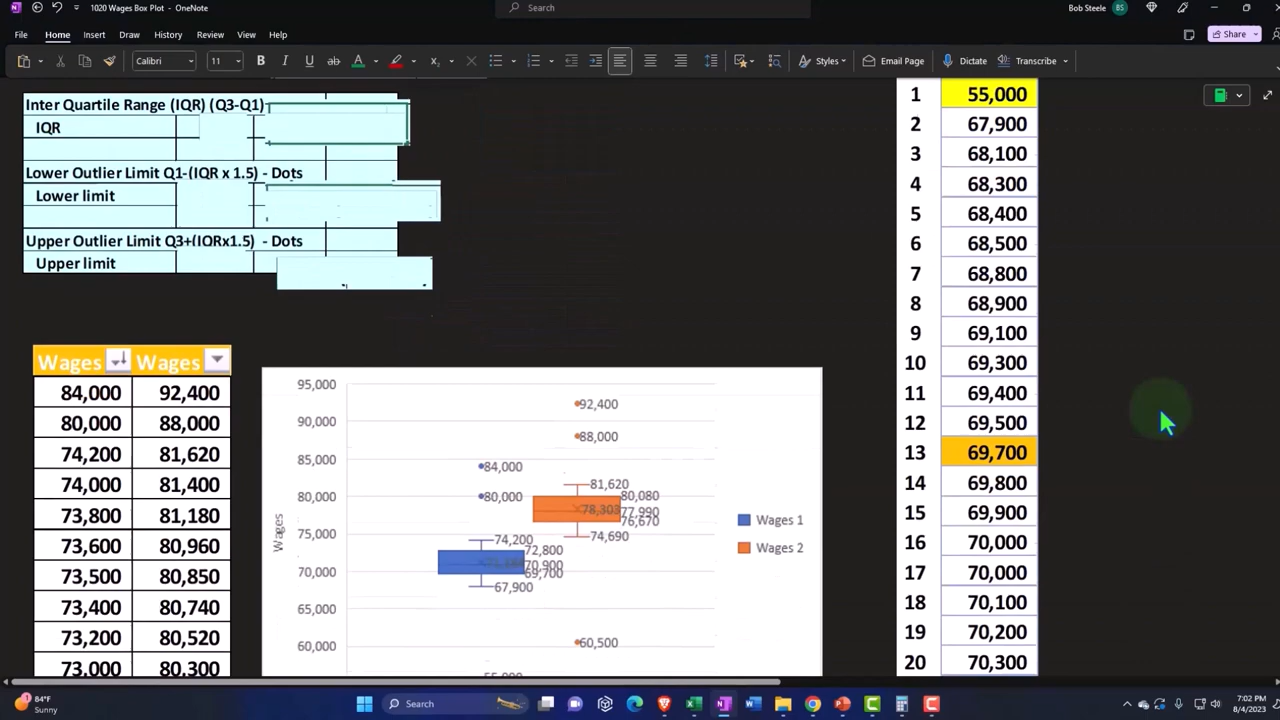 1020 Wages Box Plot - OneNote
Search
Bob Steele BS
File Home Insert Draw History Review View Help
Share
Calibri 11 Styles Email Page Dictate Transcribe
Inter Quartile Range (IQR) (Q3-Q1)
IQR
Lower Outlier Limit Q1-(IQR x 1.5) - Dots
Lower limit
Upper Outlier Limit Q3+(IQRx1.5) - Dots
Upper limit
Wages Wages
84,000 92,400
80,000 88,000
74,200 81,620
74,000 81,400
73,800 81,180
73,600 80,960
73,500 80,850
73,400 80,740
73,200 80,520
73,000 80,300
95,000
90,000
85,000
80,000
75,000
70,000
65,000
60,000
Wages
84,000
80,000
74,200
72,800
70,900
69,700
67,900
92,400
88,000
81,620
80,080
78,303
77,990
76,670
74,690
60,500
55,000
Wages 1
Wages 2
1 55,000
2 67,900
3 68,100
4 68,300
5 68,400
6 68,500
7 68,800
8 68,900
9 69,100
10 69,300
11 69,400
12 69,500
13 69,700
14 69,800
15 69,900
16 70,000
17 70,000
18 70,100
19 70,200
20 70,300
84°F
Sunny
Search
7:02 PM
8/4/2023